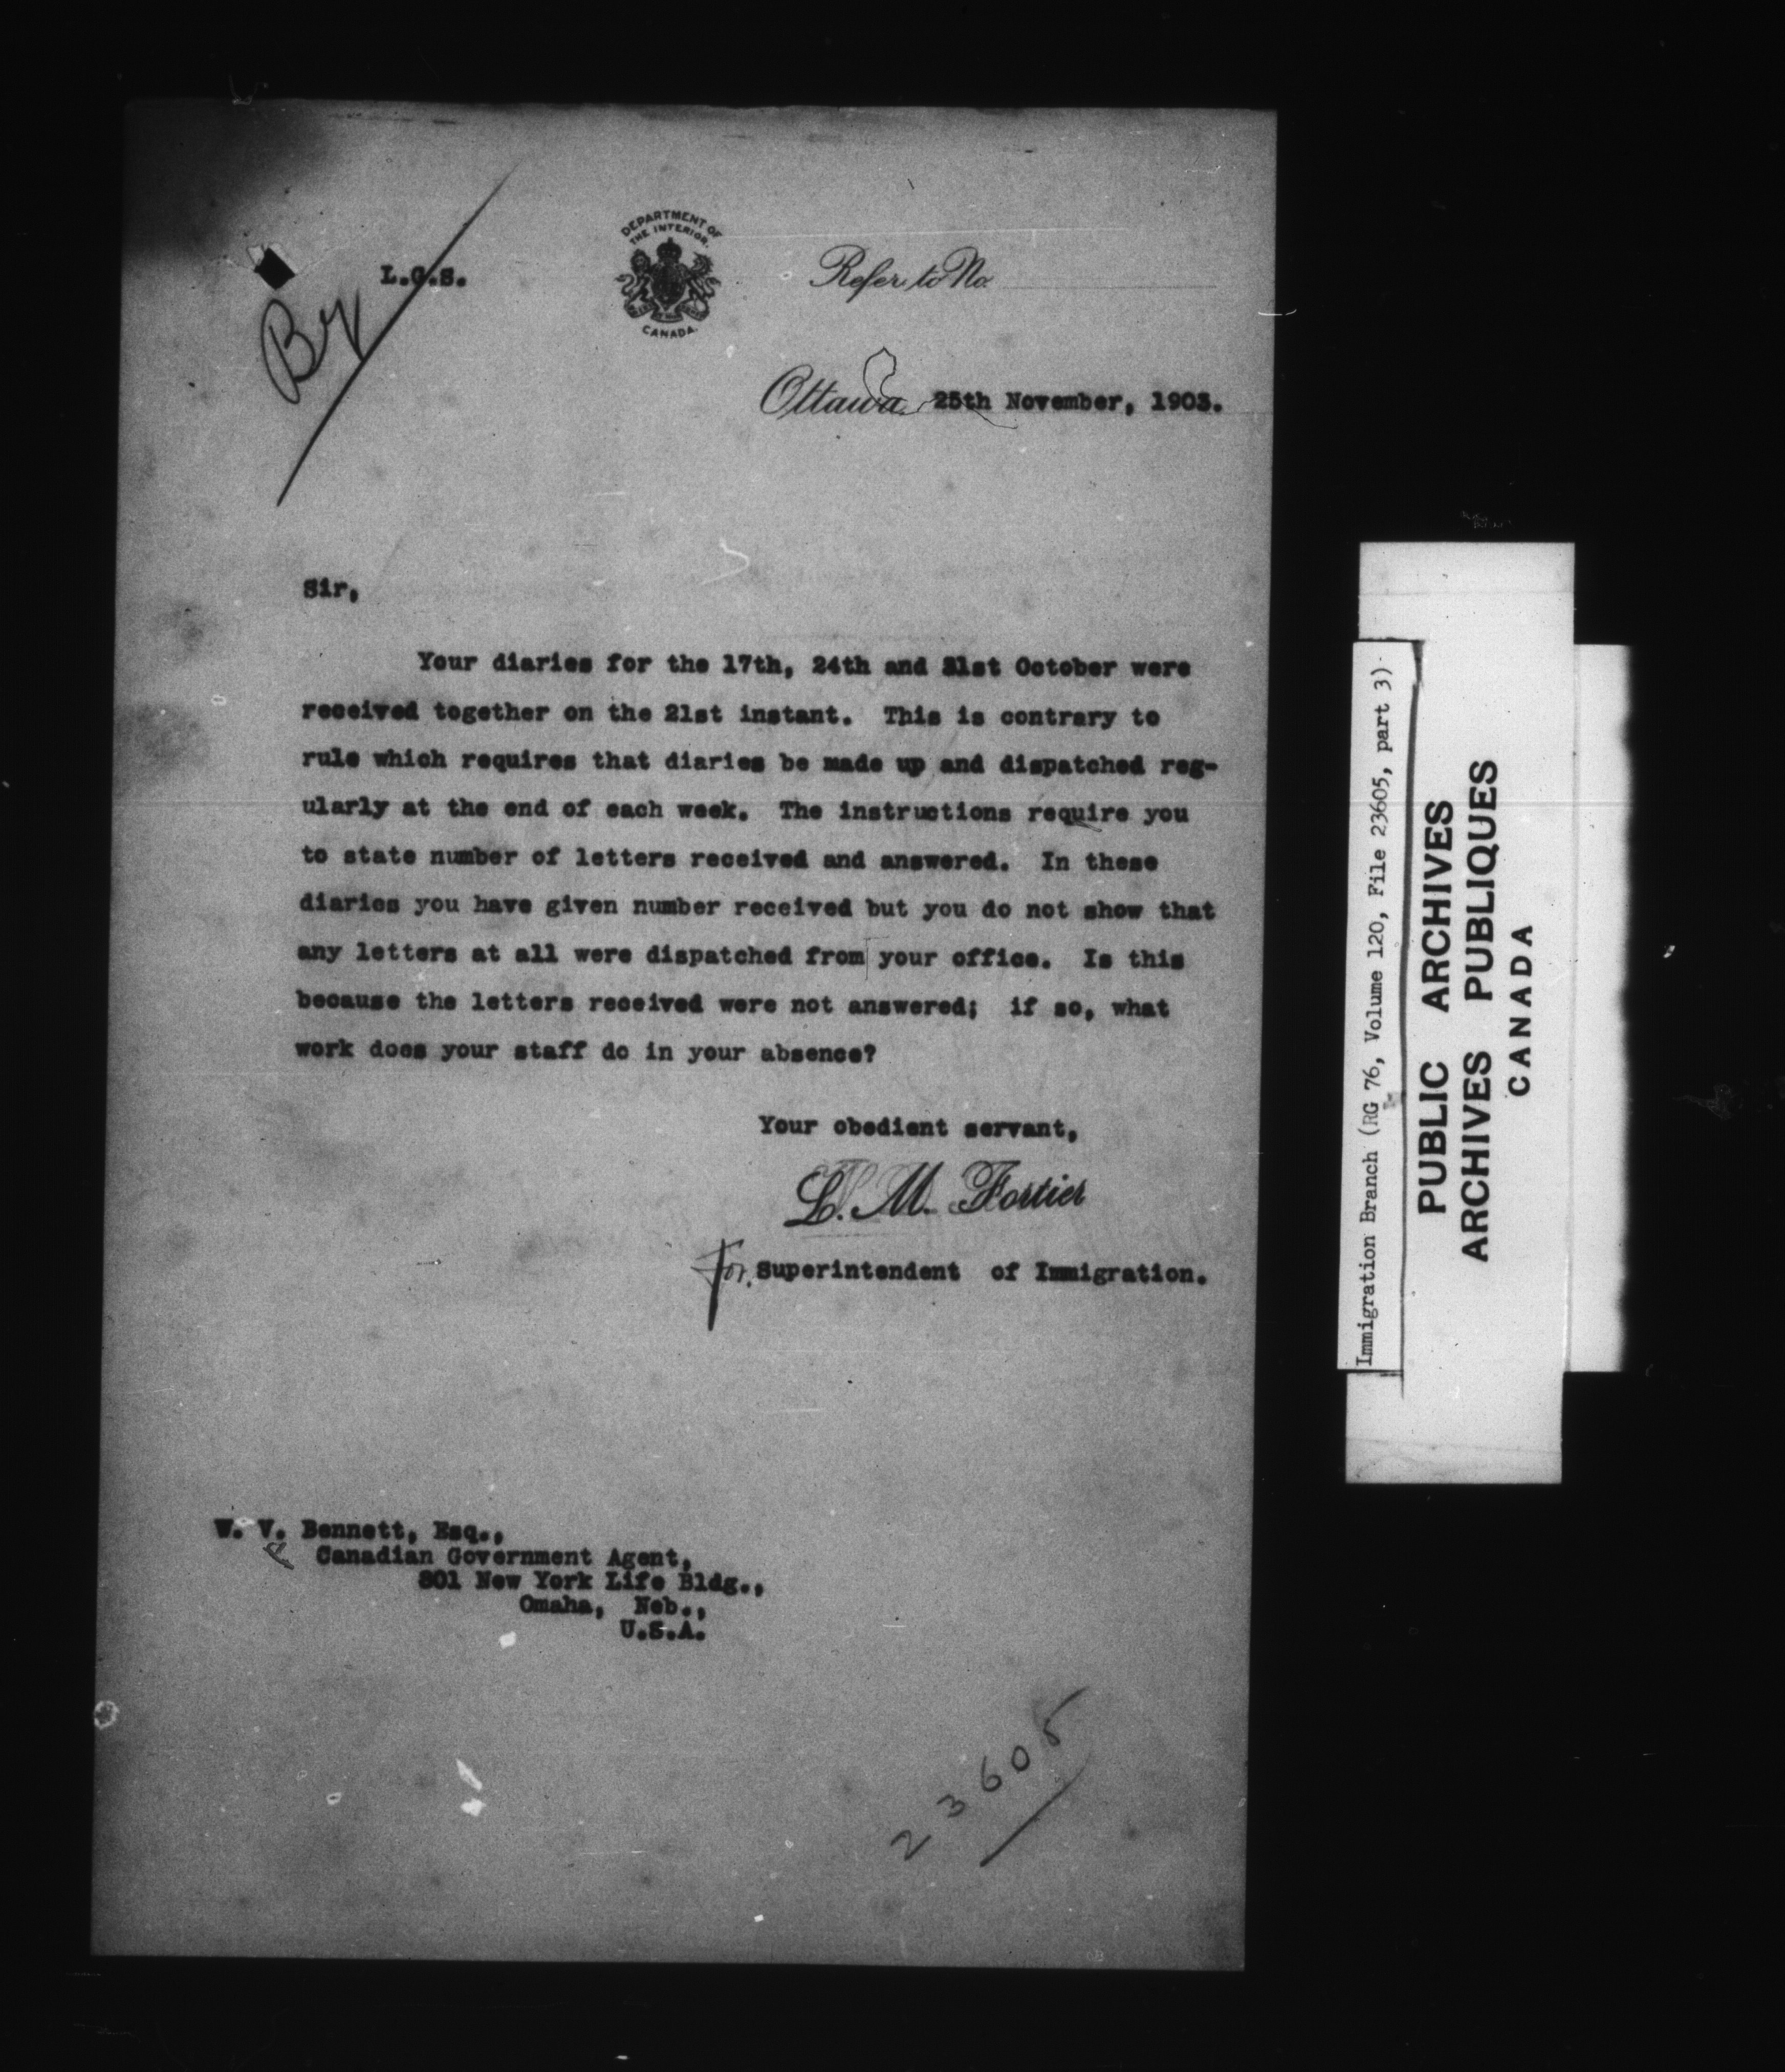 DEPARTMENT OF
THE INTERIOR.
CANADA.
L.G.S.
By
Refer to No.
Ottawa, 25th November, 1903.
Sir,
Your diaries for the 17th, 24th and 31st October were
received together on the 21st instant. This is contrary to
rule which requires that diaries be made up and dispatched reg-
ularly at the end of each week. The instructions require you
to state number of letters received and answered. In these
diaries you have given number received but you do not show that
any letters at all were dispatched from your office. Is this
because the letters received were not answered; if so, what
work does your staff do in your absence?
Your obedient servant,
L. M. Fortier
For, Superintendent of Immigration.
W. V. Bennett, Esq.,
Canadian Government Agent,
801 New York Life Bldg.,
Omaha, Neb.,
U.S.A.
23605
Immigration Branch (RG 76, Volume 120, File 23605, part 3)
PUBLIC ARCHIVES
ARCHIVES PUBLIQUES
CANADA